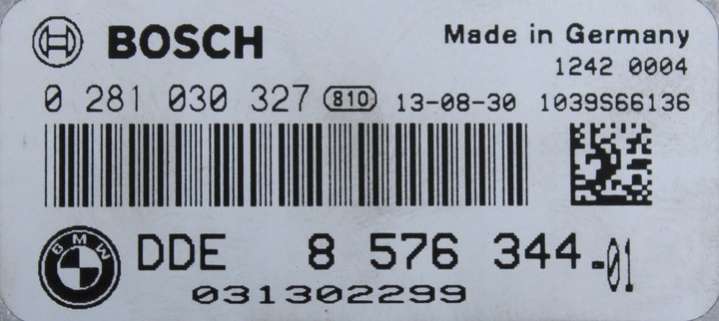 BOSCH Made in Germany
1242 0004
0 281 030 327 810 13-08-30 1039S66136
BMW DDE 8 576 344-01
031302299